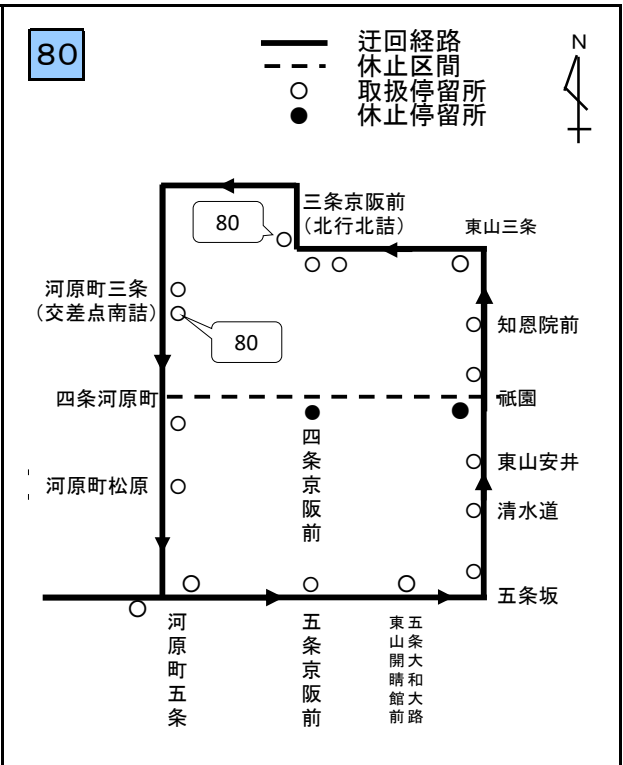 80
迂回経路
休止区間
取扱停留所
休止停留所
N
三条京阪前
(北行北詰)
東山三条
80
河原町三条
(交差点南詰)
知恩院前
80
四条河原町
祇園
四条京阪前
東山安井
河原町松原
清水道
五条坂
河原町五条
五条京阪前
五条大和大路
東山開睛館前